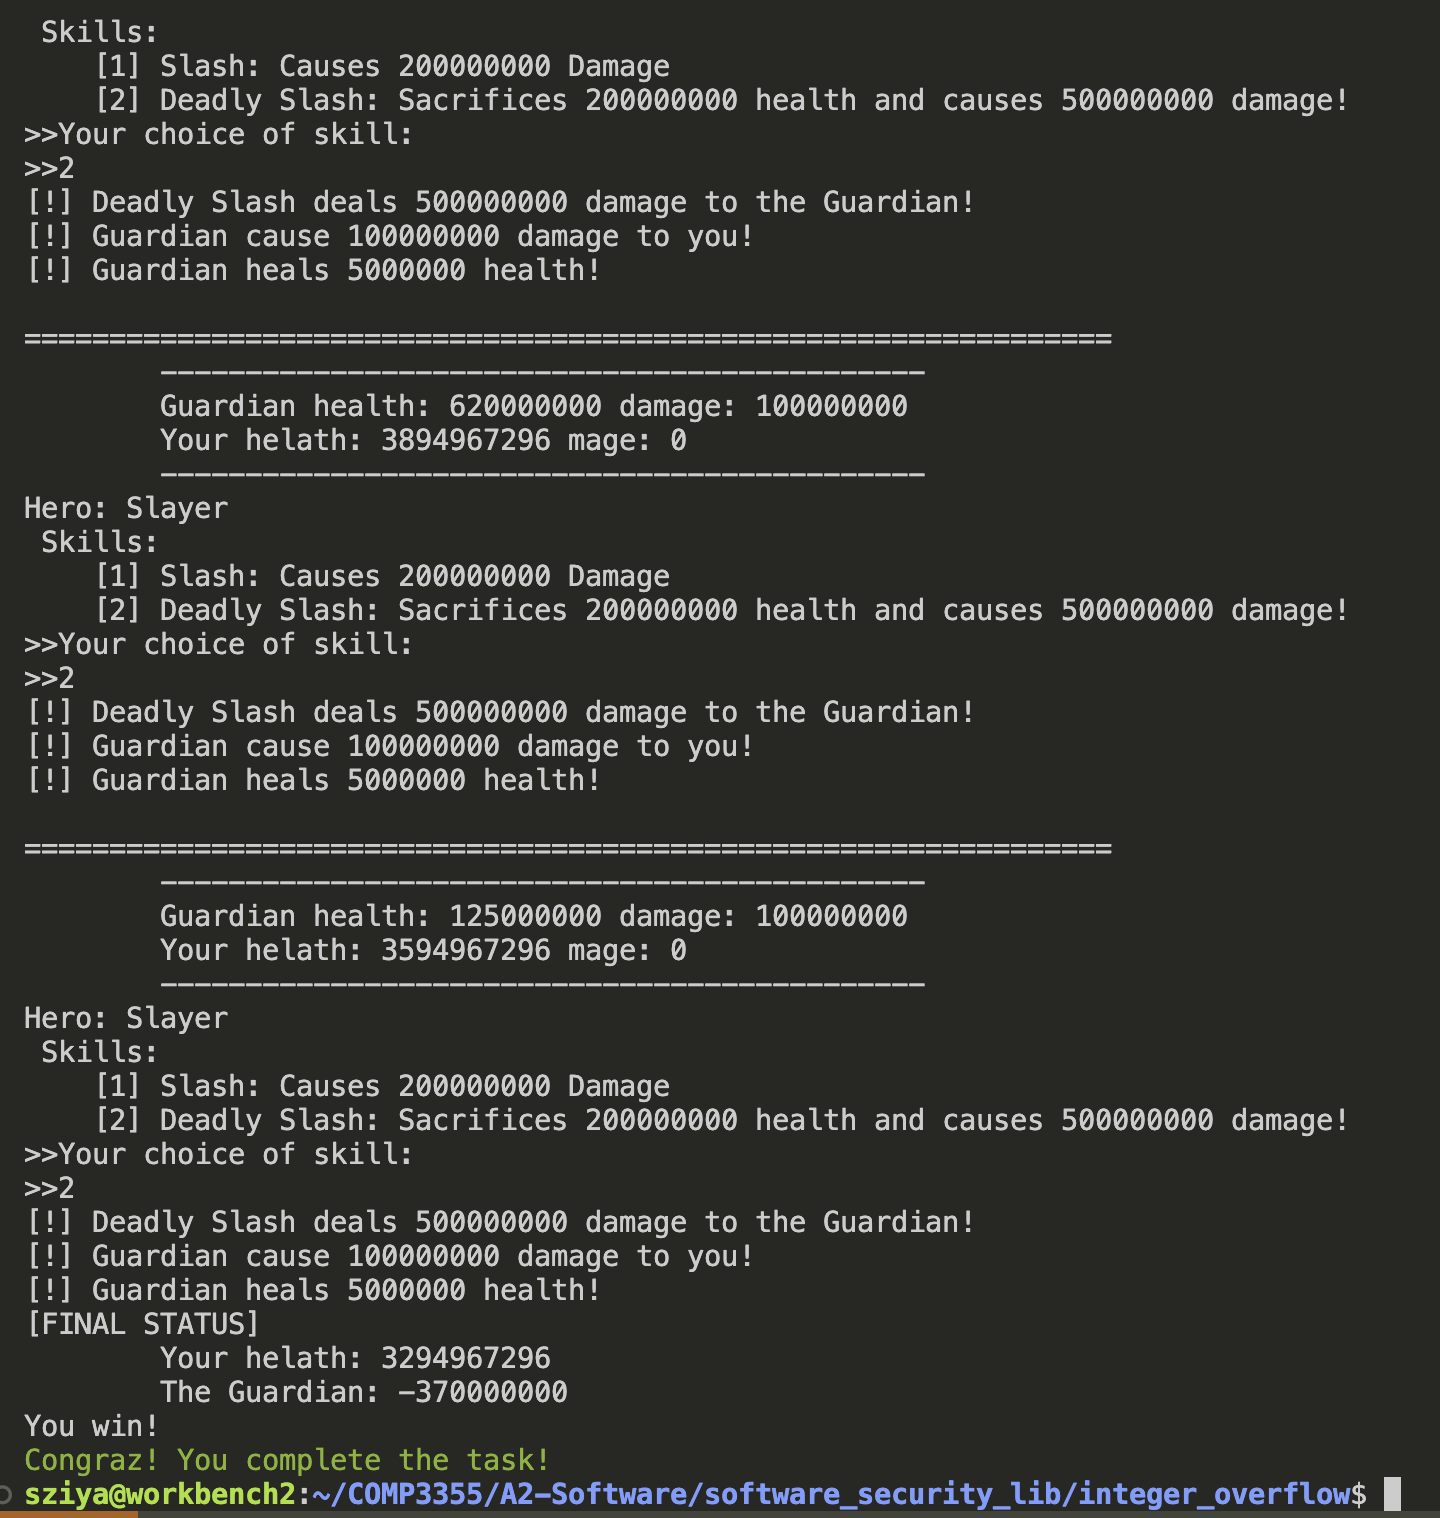 Skills:
[1] Slash: Causes 200000000 Damage
[2] Deadly Slash: Sacrifices 200000000 health and causes 500000000 damage!
>>Your choice of skill:
>>2
[!] Deadly Slash deals 500000000 damage to the Guardian!
[!] Guardian cause 100000000 damage to you!
[!] Guardian heals 5000000 health!
================================================================
---------------------------------------------
Guardian health: 620000000 damage: 100000000
Your helath: 3894967296 mage: 0
---------------------------------------------
Hero: Slayer
Skills:
[1] Slash: Causes 200000000 Damage
[2] Deadly Slash: Sacrifices 200000000 health and causes 500000000 damage!
>>Your choice of skill:
>>2
[!] Deadly Slash deals 500000000 damage to the Guardian!
[!] Guardian cause 100000000 damage to you!
[!] Guardian heals 5000000 health!
================================================================
---------------------------------------------
Guardian health: 125000000 damage: 100000000
Your helath: 3594967296 mage: 0
---------------------------------------------
Hero: Slayer
Skills:
[1] Slash: Causes 200000000 Damage
[2] Deadly Slash: Sacrifices 200000000 health and causes 500000000 damage!
>>Your choice of skill:
>>2
[!] Deadly Slash deals 500000000 damage to the Guardian!
[!] Guardian cause 100000000 damage to you!
[!] Guardian heals 5000000 health!
[FINAL STATUS]
Your helath: 3294967296
The Guardian: -370000000
You win!
Congraz! You complete the task!
sziya@workbench2:~/COMP3355/A2-Software/software_security_lib/integer_overflow$